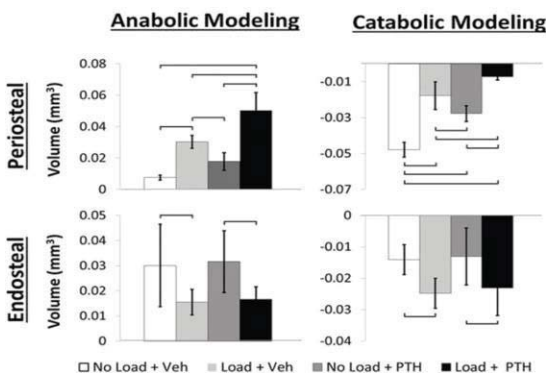 Anabolic Modeling
Catabolic Modeling
Periosteal
Volume (mm³)
0.08
0.06
0.04
0.02
0
-0.01
-0.03
-0.05
-0.07
Endosteal
Volume (mm³)
0.05
0.04
0.03
0.02
0.01
0
0
-0.01
-0.02
-0.03
-0.04
No Load + Veh Load + Veh No Load + PTH Load + PTH